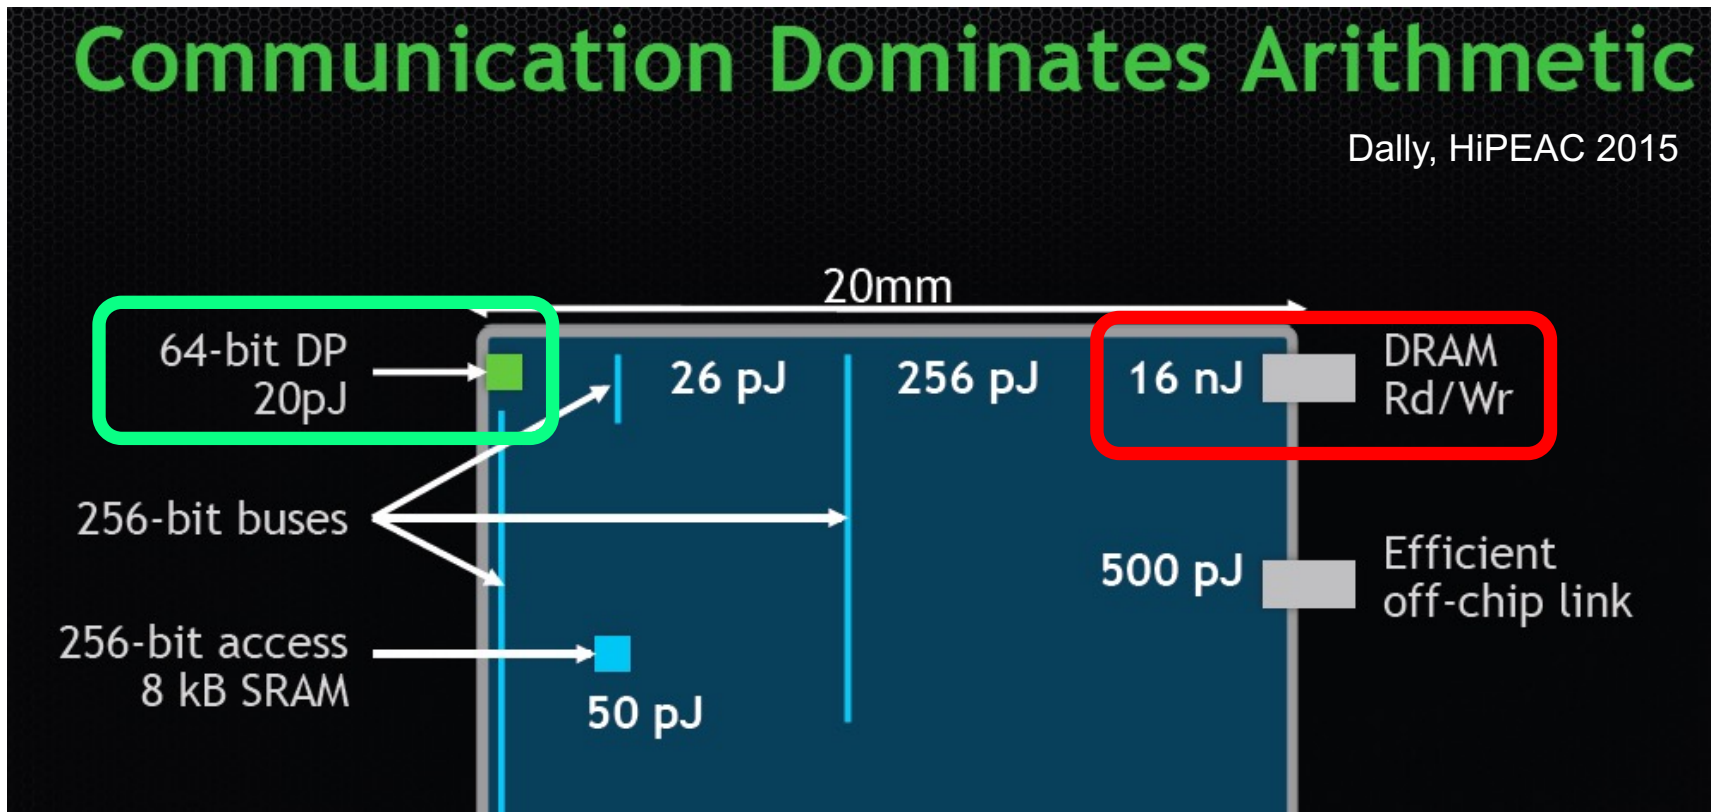 Communication Dominates Arithmetic
Dally, HiPEAC 2015
20mm
64-bit DP
20pJ
26 pJ
256 pJ
16 nJ
DRAM
Rd/Wr
256-bit buses
500 pJ
Efficient
off-chip link
256-bit access
8 kB SRAM
50 pJ